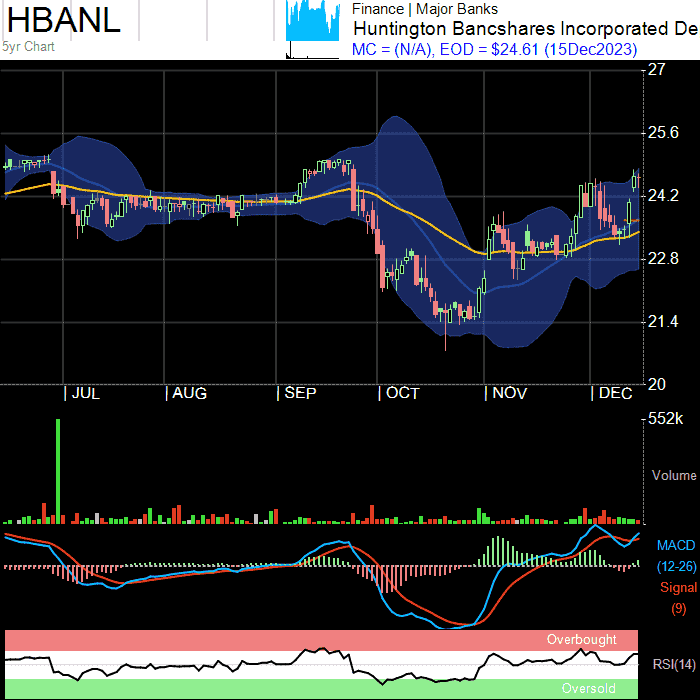 HBANL
5yr Chart
Finance | Major Banks
Huntington Bancshares Incorporated De
MC = (N/A), EOD = $24.61 (15Dec2023)
27
25.6
24.2
22.8
21.4
20
JUL AUG SEP OCT NOV DEC
552k
Volume
MACD
(12-26)
Signal
(9)
Overbought
RSI(14)
Oversold